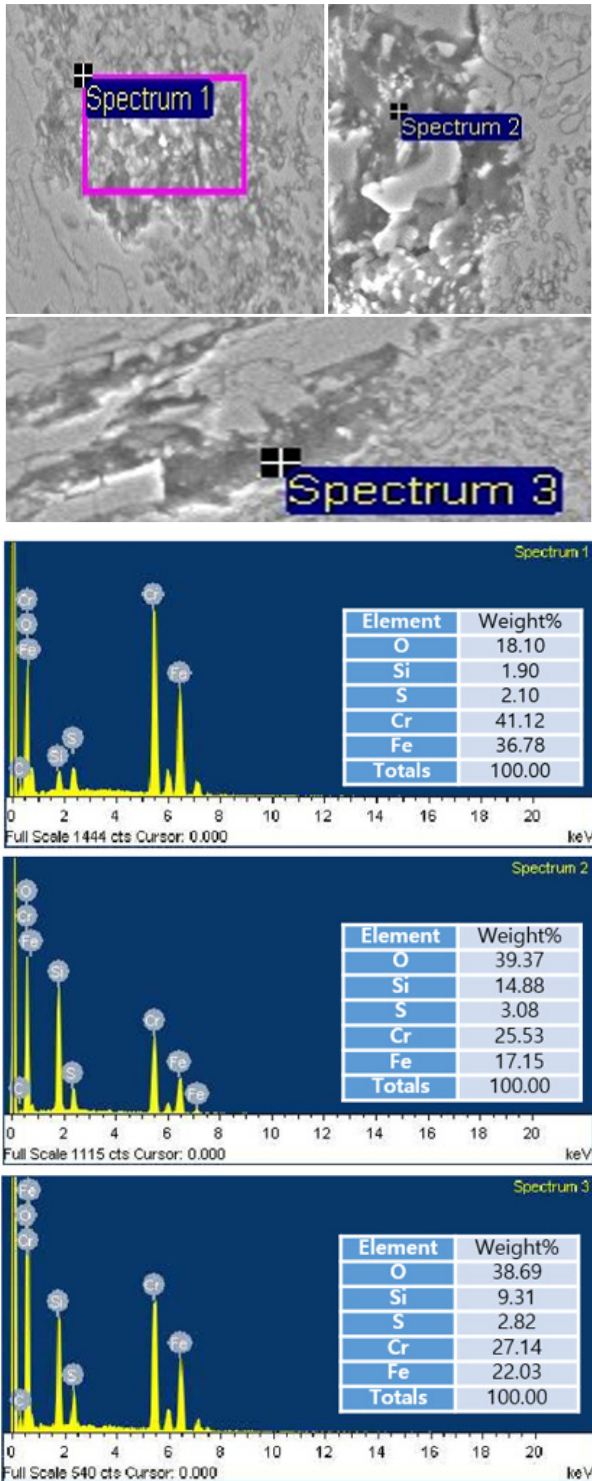 Spectrum 1
Spectrum 2
Spectrum 3
Spectrum 1
Cr
O
Fe
C
Si
S
Cr
Fe
Element Weight%
O 18.10
Si 1.90
S 2.10
Cr 41.12
Fe 36.78
Totals 100.00
0 2 4 6 8 10 12 14 16 18 20
Full Scale 1444 cts Cursor: 0.000 keV
Spectrum 2
O
Cr
Fe
C
Si
S
Cr
Fe
Fe
Element Weight%
O 39.37
Si 14.88
S 3.08
Cr 25.53
Fe 17.15
Totals 100.00
0 2 4 6 8 10 12 14 16 18 20
Full Scale 1115 cts Cursor: 0.000 keV
Spectrum 3
Fe
O
Cr
C
Si
S
Cr
Fe
Element Weight%
O 38.69
Si 9.31
S 2.82
Cr 27.14
Fe 22.03
Totals 100.00
0 2 4 6 8 10 12 14 16 18 20
Full Scale 540 cts Cursor: 0.000 keV